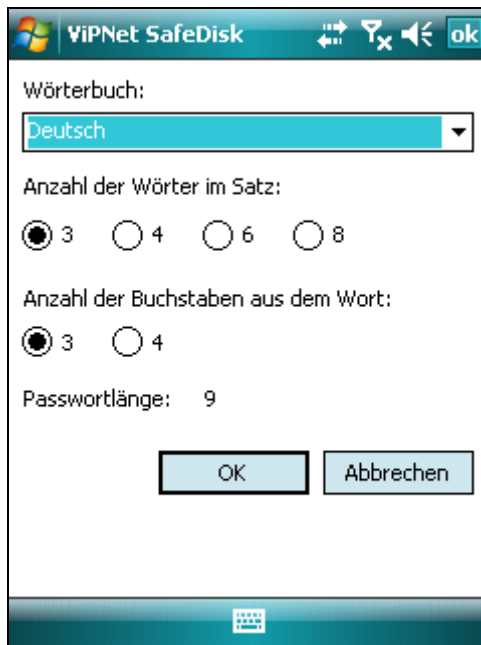 ViPNet SafeDisk ok
Wörterbuch:
Deutsch
Anzahl der Wörter im Satz:
3 4 6 8
Anzahl der Buchstaben aus dem Wort:
3 4
Passwortlänge: 9
OK Abbrechen